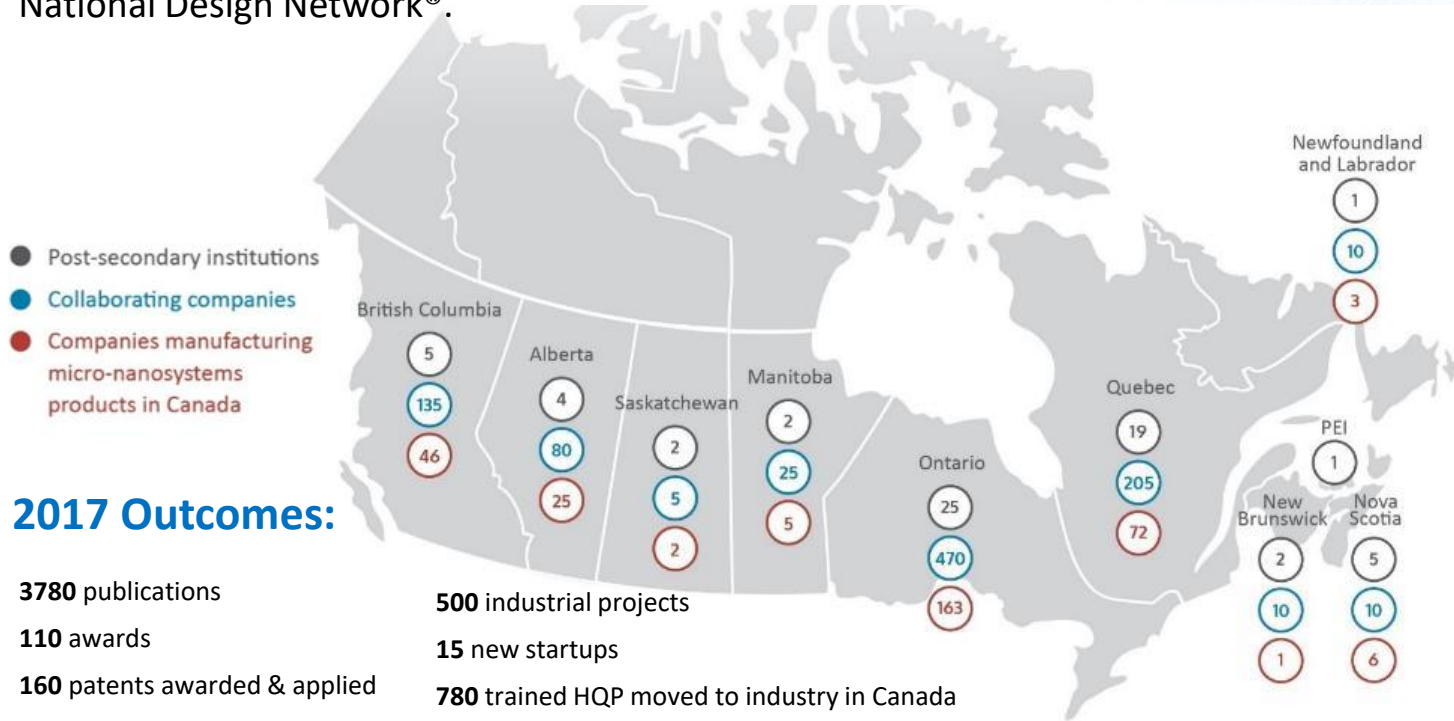 National Design Network®.
Newfoundland
and Labrador
1
10
3
Post-secondary institutions
Collaborating companies
Companies manufacturing
micro-nanosystems
products in Canada
British Columbia
5
135
46
Alberta
4
80
25
Saskatchewan
2
5
2
Manitoba
2
25
5
Ontario
25
470
163
Quebec
19
205
72
PEI
1
New
Brunswick
2
10
1
Nova
Scotia
5
10
6
2017 Outcomes:
3780 publications
110 awards
160 patents awarded & applied
500 industrial projects
15 new startups
780 trained HQP moved to industry in Canada